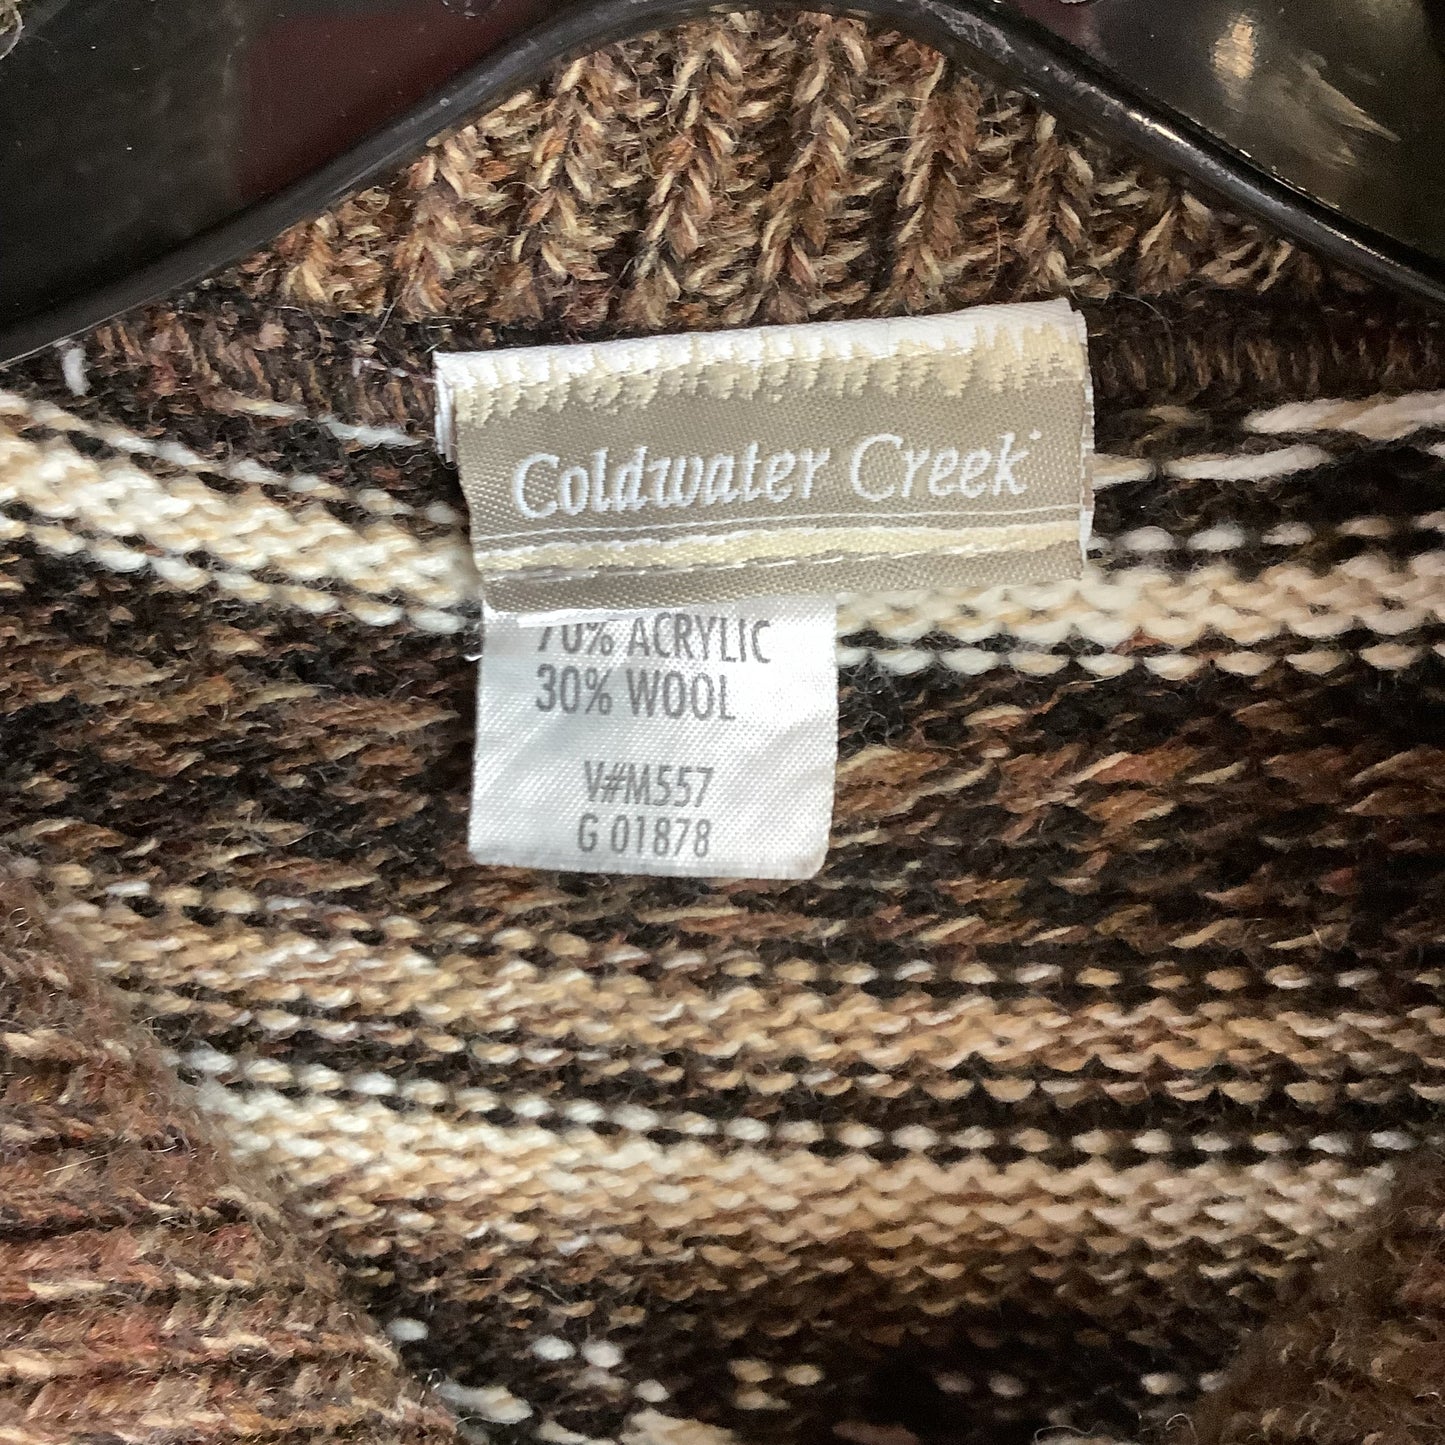 Coldwater Creek
70% ACRYLIC
30% WOOL
V#M557
G 01878